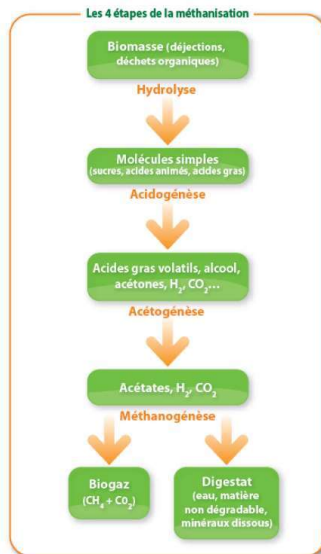 Les 4 étapes de la méthanisation
Biomasse (déjections,
déchets organiques)
Hydrolyse
Molécules simples
(sucres, acides animés, acides gras)
Acidogénèse
Acides gras volatils, alcool,
acétones, H₂, CO₂...
Acétogénèse
Acétates, H₂, CO₂
Méthanogénèse
Biogaz
(CH₄ + CO₂)
Digestat
(eau, matière
non dégradable,
minéraux dissous)